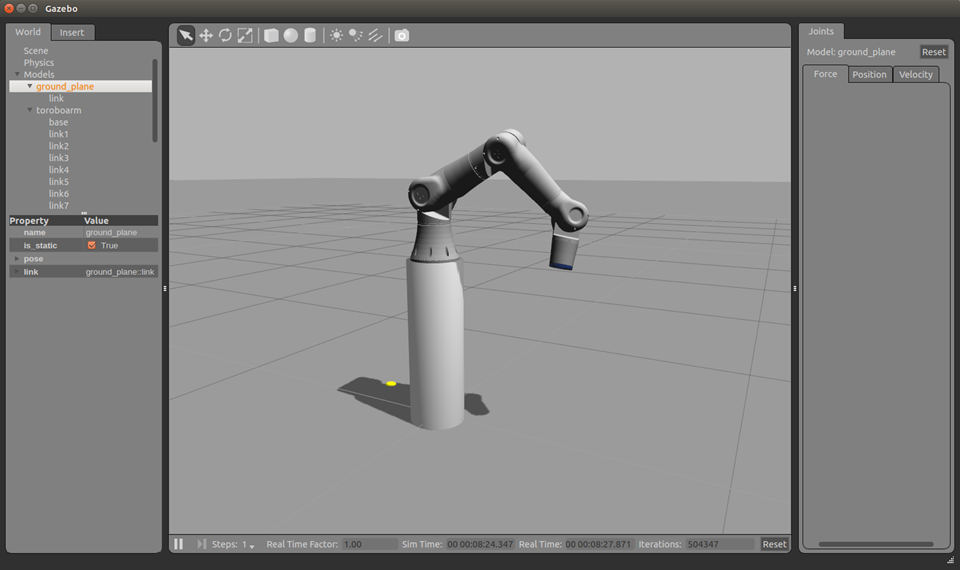 Gazebo
World Insert
Scene
Physics
Models
ground_plane
link
toroboarm
base
link1
link2
link3
link4
link5
link6
link7
Property Value
name ground_plane
is_static True
pose
link ground_plane::link
Steps: 1 Real Time Factor: 1.00 Sim Time: 00 00:08:24.347 Real Time: 00 00:08:27.871 Iterations: 504347 Reset
Joints
Model: ground_plane Reset
Force Position Velocity